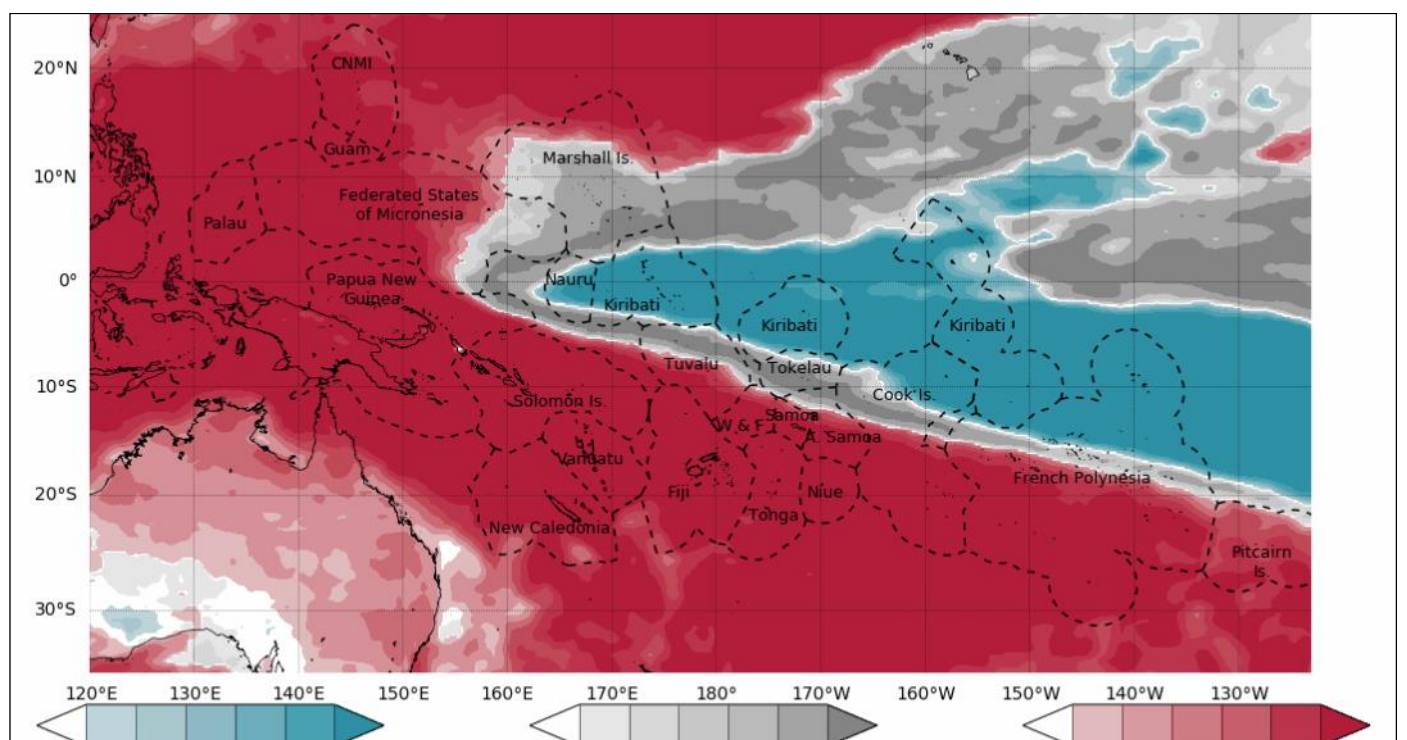 20°N
CNMI
Guam
Marshall Is.
10°N
Federated States
of Micronesia
Palau
0°
Papua New
Guinea
Nauru
Kiribati
Kiribati
Kiribati
10°S
Tuvalu
Tokelau
Cook Is.
Solomon Is.
Samoa
W & F
A. Samoa
Vanuatu
French Polynesia
20°S
Fiji
Niue
Tonga
New Caledonia
Pitcairn
Is
30°S
120°E 130°E 140°E 150°E 160°E 170°E 180° 170°W 160°W 150°W 140°W 130°W